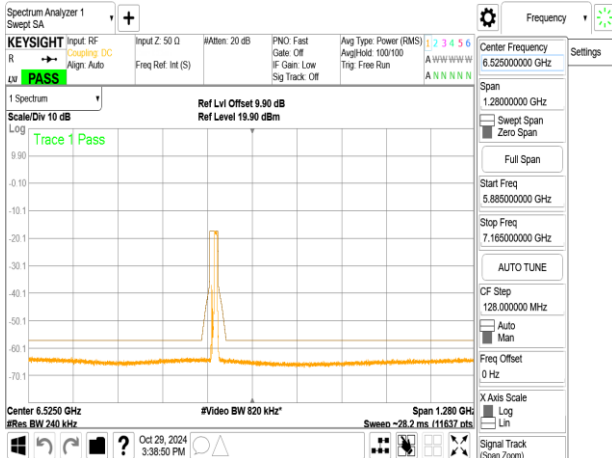 Spectrum Analyzer 1
Swept SA
+
Frequency
Settings
KEYSIGHT
R
LXI
PASS
Input: RF
Coupling: DC
Align: Auto
Input Z: 50 Ω
Freq Ref: Int (S)
#Atten: 20 dB
PNO: Fast
Gate: Off
IF Gain: Low
Sig Track: Off
Avg Type: Power (RMS)
Avg|Hold: 100/100
Trig: Free Run
1 2 3 4 5 6
A W W W W W
A N N N N N
1 Spectrum
Scale/Div 10 dB
Log
Ref Lvl Offset 9.90 dB
Ref Level 19.90 dBm
Trace 1 Pass
9.90
-0.10
-10.1
-20.1
-30.1
-40.1
-50.1
-60.1
-70.1
Center 6.5250 GHz
#Res BW 240 kHz
#Video BW 820 kHz*
Span 1.280 GHz
Sweep ~28.2 ms (11637 pts
Center Frequency
6.525000000 GHz
Span
1.28000000 GHz
Swept Span
Zero Span
Full Span
Start Freq
5.885000000 GHz
Stop Freq
7.165000000 GHz
AUTO TUNE
CF Step
128.000000 MHz
Auto
Man
Freq Offset
0 Hz
X Axis Scale
Log
Lin
Signal Track
(Span Zoom)
?
Oct 29, 2024
3:38:50 PM